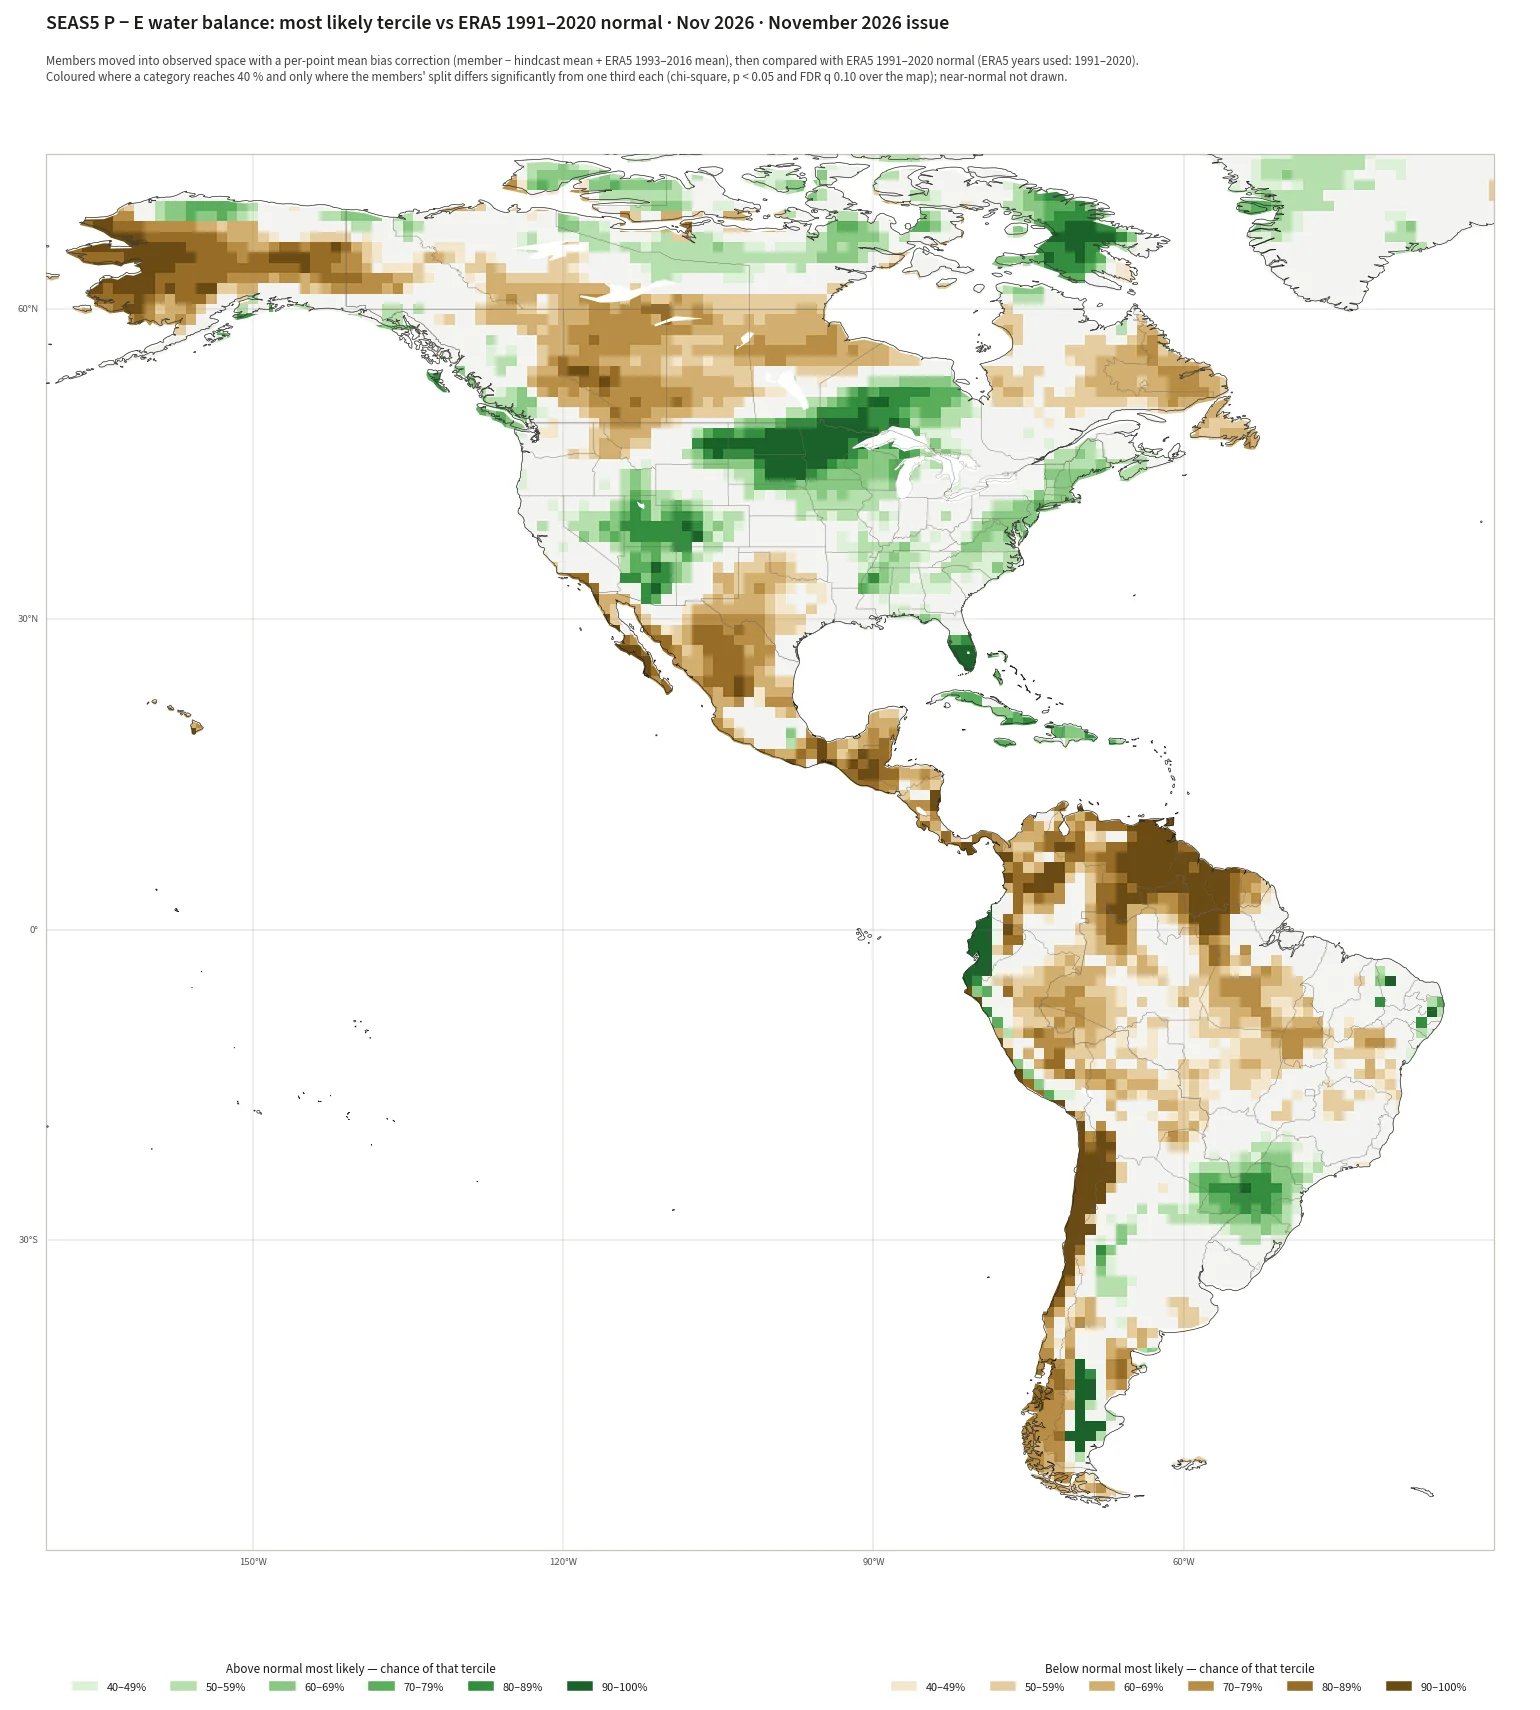 SEAS5 P − E water balance: most likely tercile vs ERA5 1991–2020 normal · Nov 2026 · November 2026 issue
Members moved into observed space with a per-point mean bias correction (member − hindcast mean + ERA5 1993–2016 mean), then compared with ERA5 1991–2020 normal (ERA5 years used: 1991–2020).
Coloured where a category reaches 40 % and only where the members' split differs significantly from one third each (chi-square, p < 0.05 and FDR q 0.10 over the map); near-normal not drawn.
60°N
30°N
0°
30°S
150°W 120°W 90°W 60°W
Above normal most likely — chance of that tercile
40–49% 50–59% 60–69% 70–79% 80–89% 90–100%
Below normal most likely — chance of that tercile
40–49% 50–59% 60–69% 70–79% 80–89% 90–100%